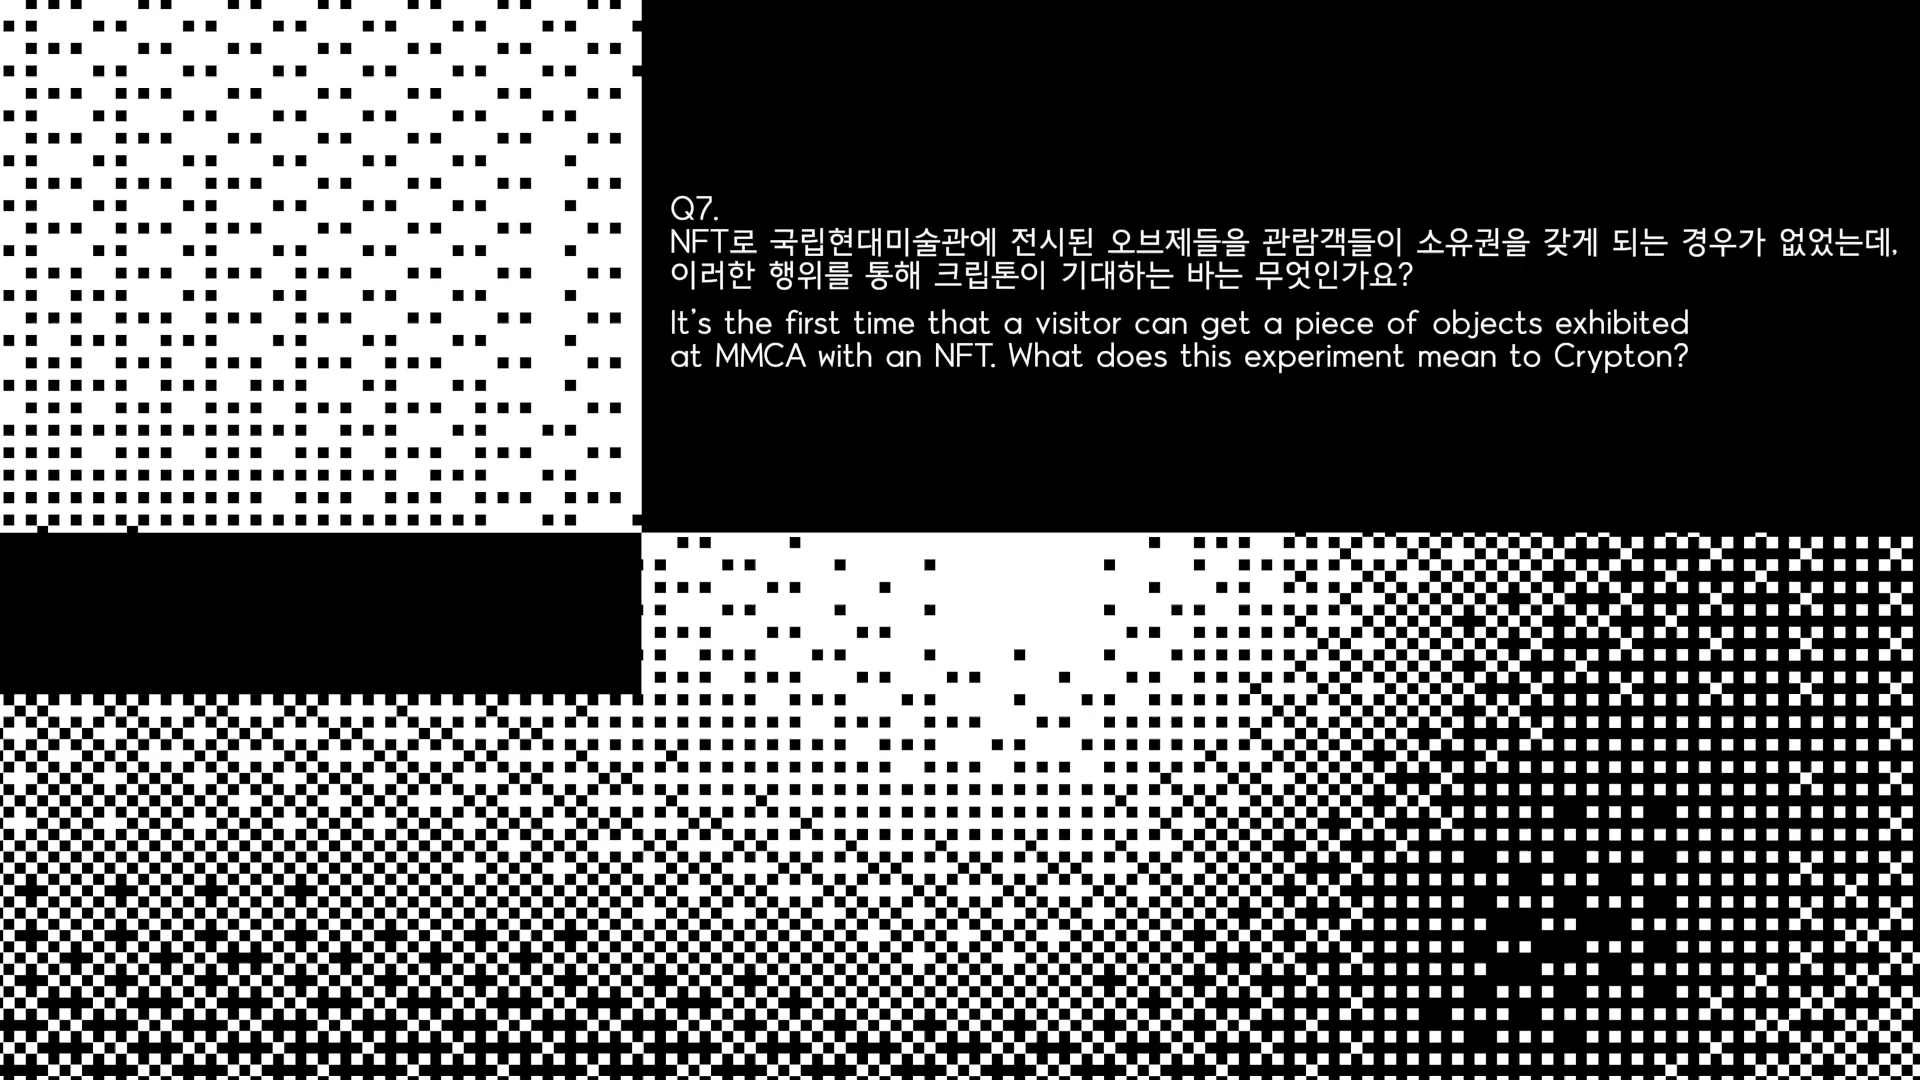 Q7.
NFT로 국립현대미술관에 전시된 오브제들을 관람객들이 소유권을 갖게 되는 경우가 없었는데,
이러한 행위를 통해 크립톤이 기대하는 바는 무엇인가요?
It’s the first time that a visitor can get a piece of objects exhibited
at MMCA with an NFT. What does this experiment mean to Crypton?